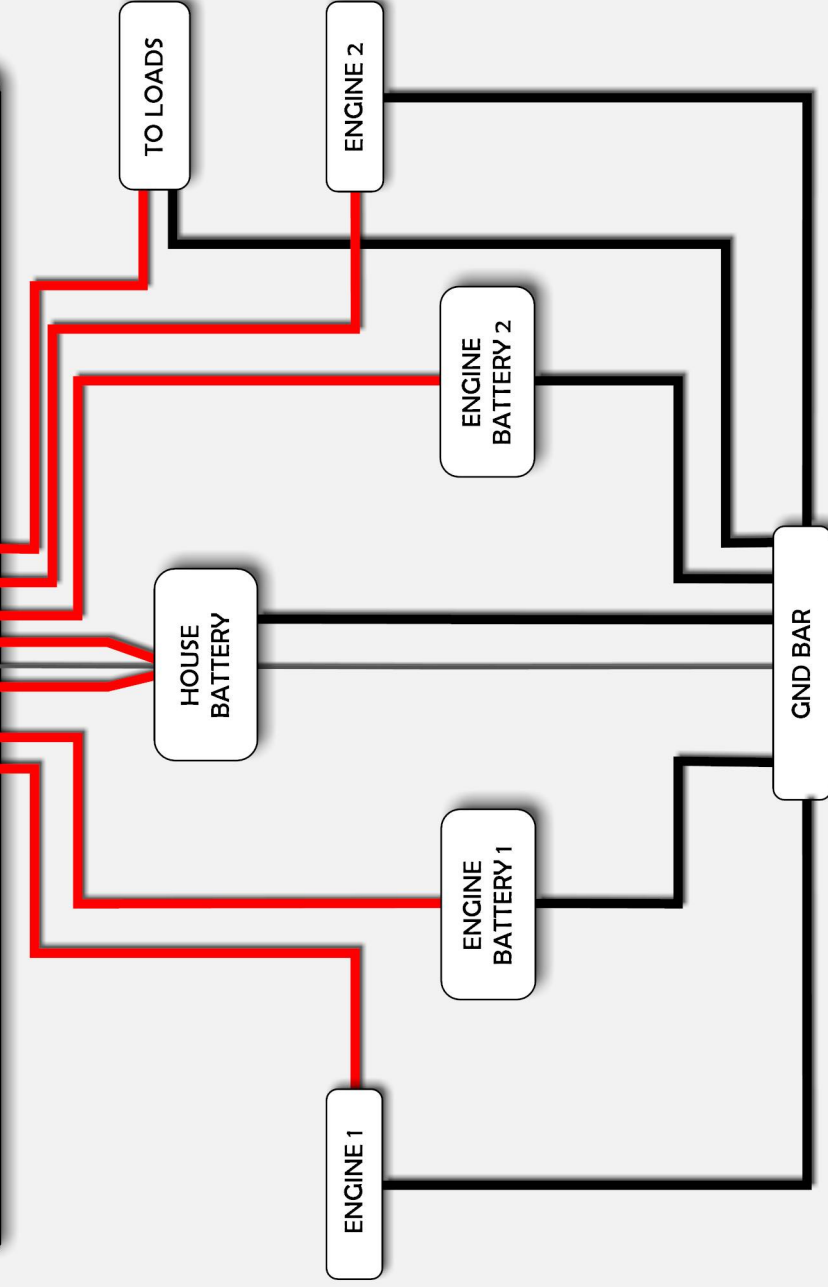 ENGINE 1
HOUSE
BATTERY
TO LOADS
ENGINE 2
ENGINE
BATTERY 1
ENGINE
BATTERY 2
GND BAR